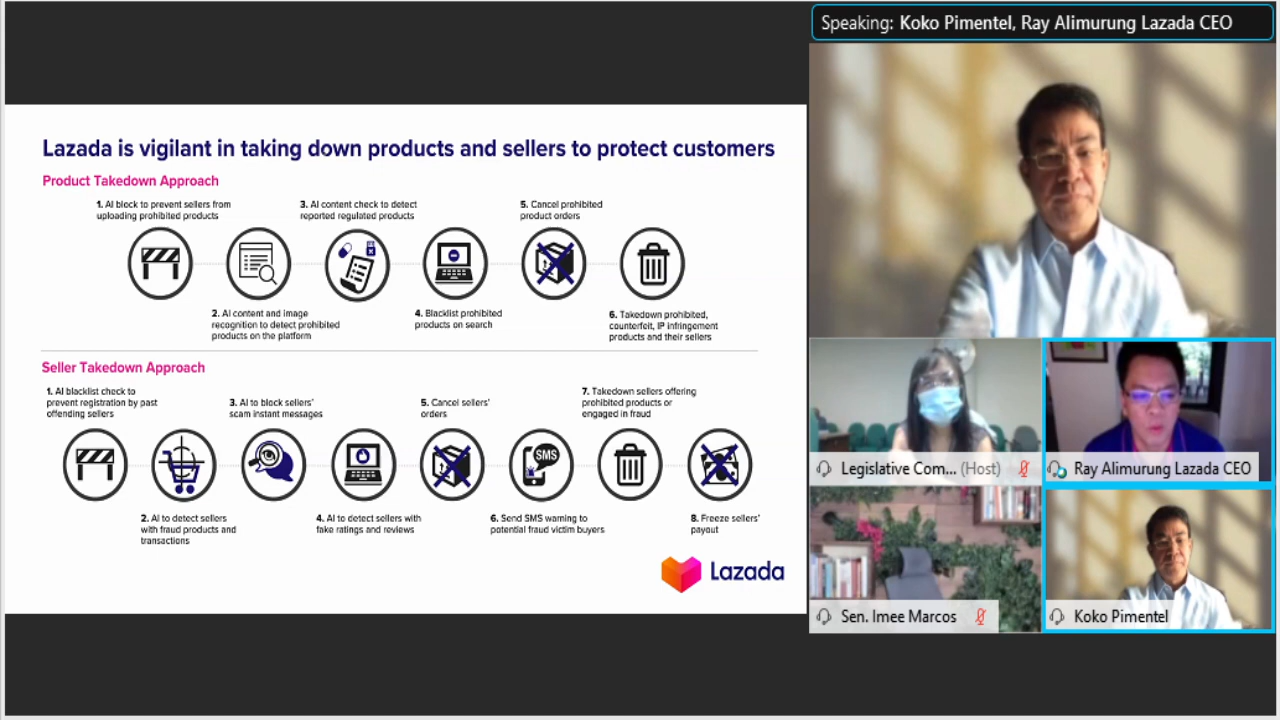 Speaking: Koko Pimentel, Ray Alimurung Lazada CEO
Lazada is vigilant in taking down products and sellers to protect customers
Product Takedown Approach
1. AI block to prevent sellers from
uploading prohibited products
2. AI content and image
recognition to detect prohibited
products on the platform
3. AI content check to detect
reported regulated products
4. Blacklist prohibited
products on search
5. Cancel prohibited
product orders
6. Takedown prohibited,
counterfeit, IP infringement
products and their sellers
Seller Takedown Approach
1. AI blacklist check to
prevent registration by past
offending sellers
2. AI to detect sellers
with fraud products and
transactions
3. AI to block sellers'
scam instant messages
4. AI to detect sellers with
fake ratings and reviews
5. Cancel sellers'
orders
SMS
6. Send SMS warning to
potential fraud victim buyers
7. Takedown sellers offering
prohibited products or
engaged in fraud
8. Freeze sellers'
payout
Lazada
Legislative Com... (Host)
Ray Alimurung Lazada CEO
Sen. Imee Marcos
Koko Pimentel